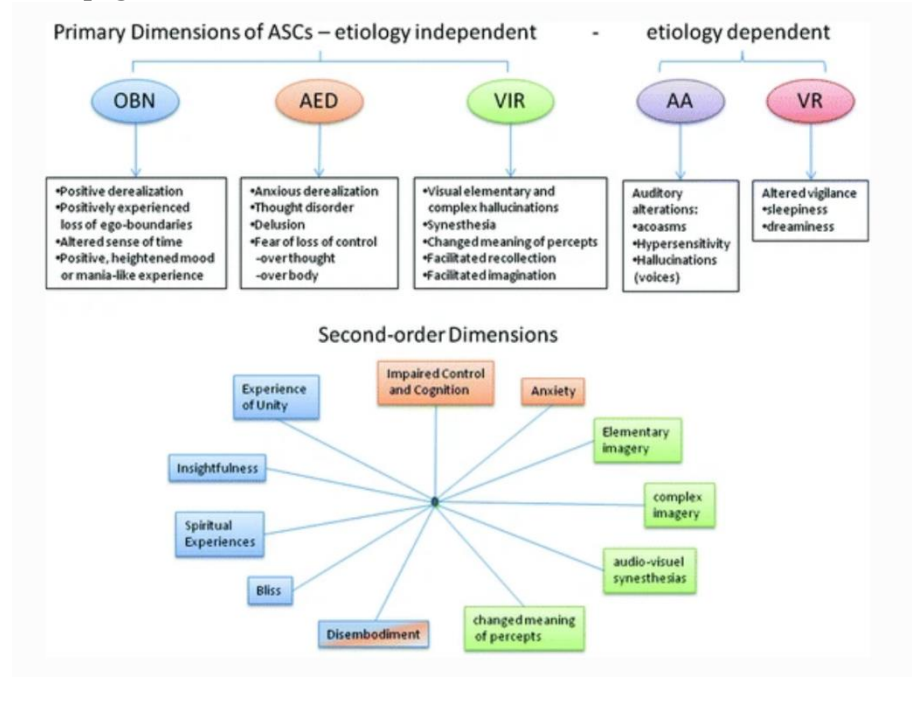 Primary Dimensions of ASCs – etiology independent - etiology dependent
OBN
AED
VIR
AA
VR
•Positive derealization
•Positively experienced
loss of ego-boundaries
•Altered sense of time
•Positive, heightened mood
or mania-like experience
•Anxious derealization
•Thought disorder
•Delusion
•Fear of loss of control
-over thought
-over body
•Visual elementary and
complex hallucinations
•Synesthesia
•Changed meaning of percepts
•Facilitated recollection
•Facilitated imagination
Auditory
alterations:
•acoasms
•Hypersensitivity
•Hallucinations
(voices)
Altered vigilance
•sleepiness
•dreaminess
Second-order Dimensions
Experience
of Unity
Impaired Control
and Cognition
Anxiety
Elementary
imagery
Insightfulness
complex
imagery
Spiritual
Experiences
audio-visuel
synesthesias
Bliss
Disembodiment
changed meaning
of percepts